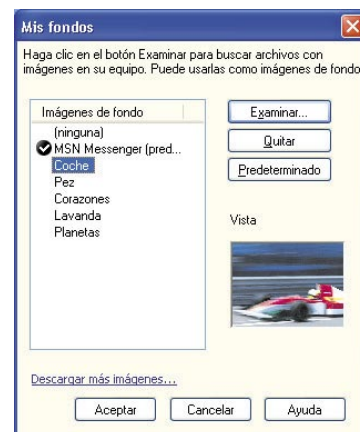 Mis fondos
Haga clic en el botón Examinar para buscar archivos con
imágenes en su equipo. Puede usarlas como imágenes de fondo
Imágenes de fondo
(ninguna)
MSN Messenger (pred...
Coche
Pez
Corazones
Lavanda
Planetas
Examinar...
Quitar
Predeterminado
Vista
Descargar más imágenes...
Aceptar
Cancelar
Ayuda